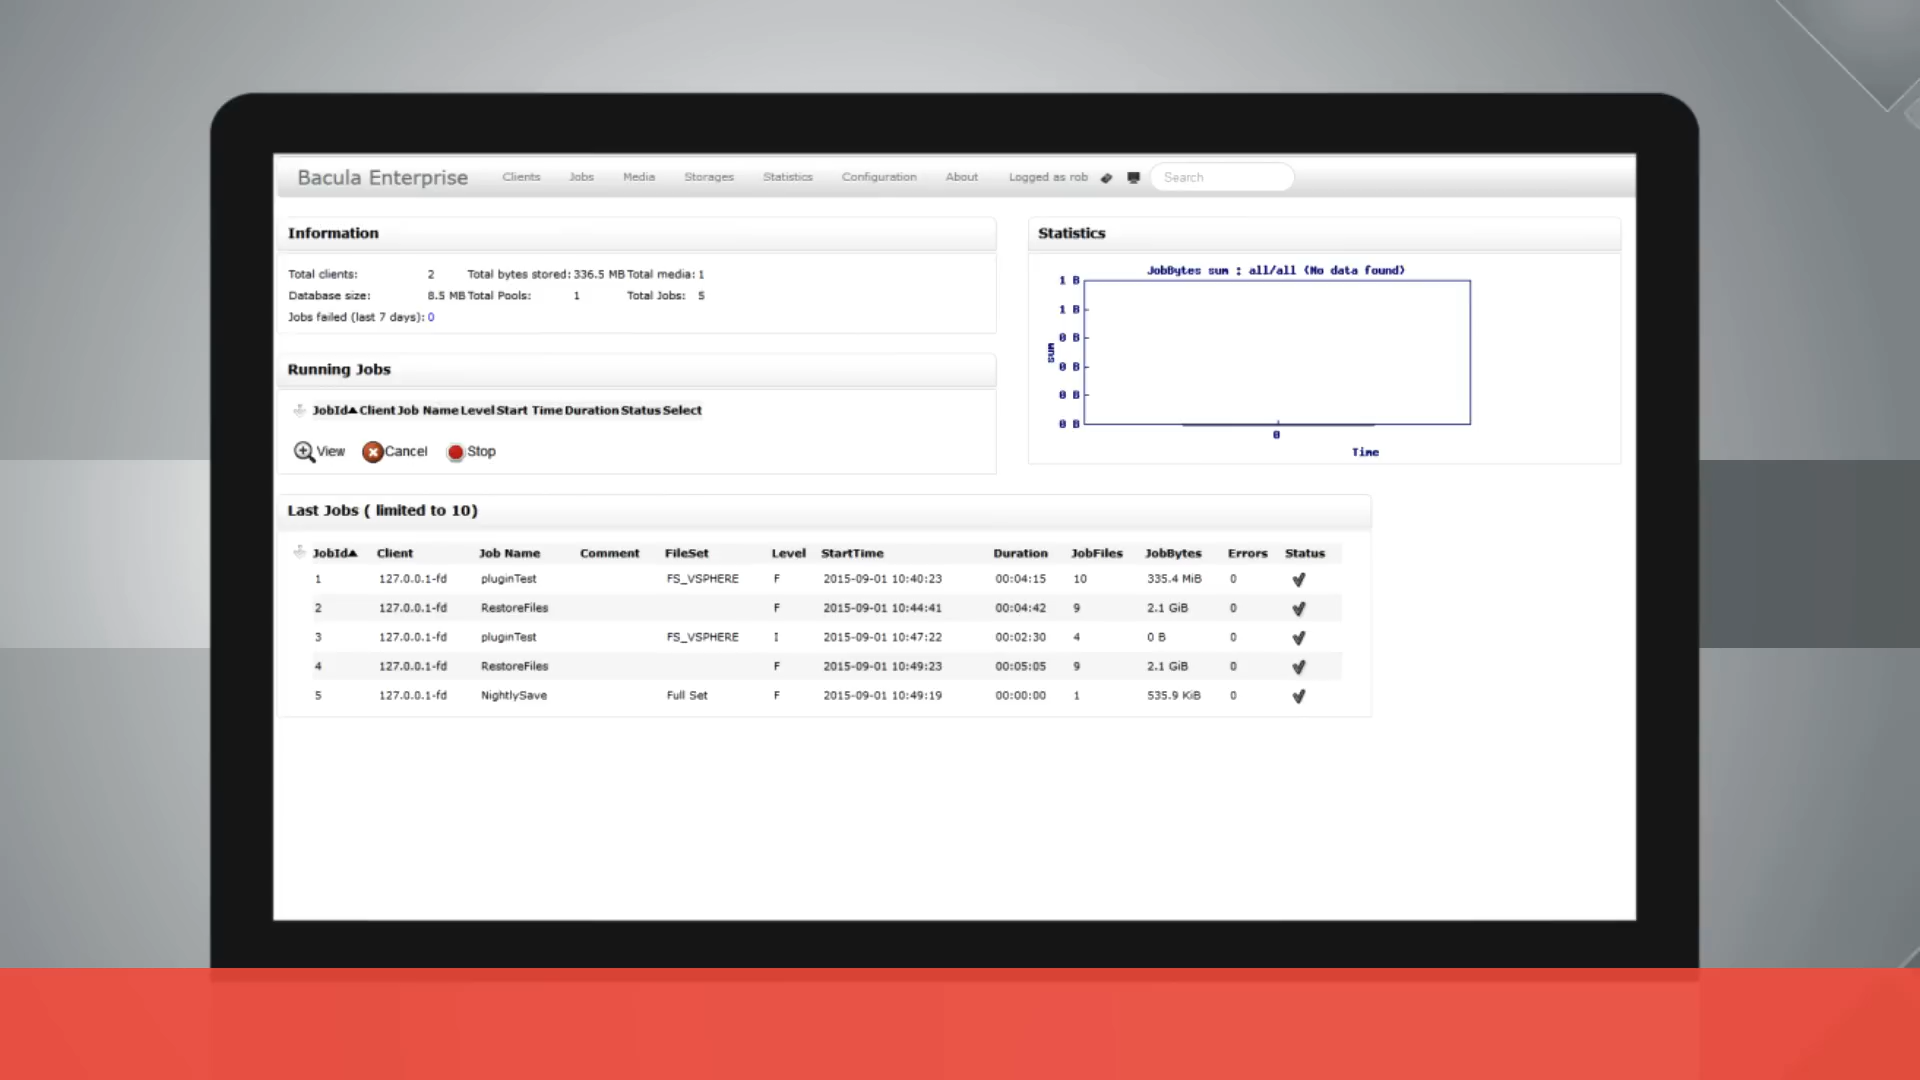 Bacula Enterprise Clients Jobs Media Storages Statistics Configuration About Logged as rob Search
Information
Total clients: 2 Total bytes stored: 336.5 MB Total media: 1
Database size: 8.5 MB Total Pools: 1 Total Jobs: 5
Jobs failed (last 7 days): 0
Running Jobs
JobId▲ Client Job Name Level Start Time Duration Status Select
View Cancel Stop
Statistics
JobBytes sum : all/all (No data found)
1 B
1 B
0 B
0 B
0 B
0 B
sum
0
Time
Last Jobs ( limited to 10)
JobId▲ Client Job Name Comment FileSet Level StartTime Duration JobFiles JobBytes Errors Status
1 127.0.0.1-fd pluginTest FS_VSPHERE F 2015-09-01 10:40:23 00:04:15 10 335.4 MiB 0
2 127.0.0.1-fd RestoreFiles F 2015-09-01 10:44:41 00:04:42 9 2.1 GiB 0
3 127.0.0.1-fd pluginTest FS_VSPHERE I 2015-09-01 10:47:22 00:02:30 4 0 B 0
4 127.0.0.1-fd RestoreFiles F 2015-09-01 10:49:23 00:05:05 9 2.1 GiB 0
5 127.0.0.1-fd NightlySave Full Set F 2015-09-01 10:49:19 00:00:00 1 535.9 KiB 0